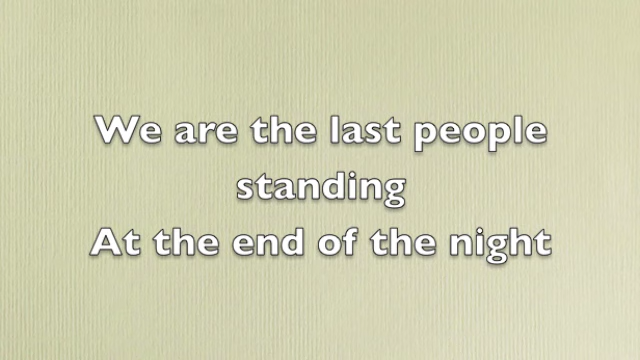 We are the last people
standing
At the end of the night